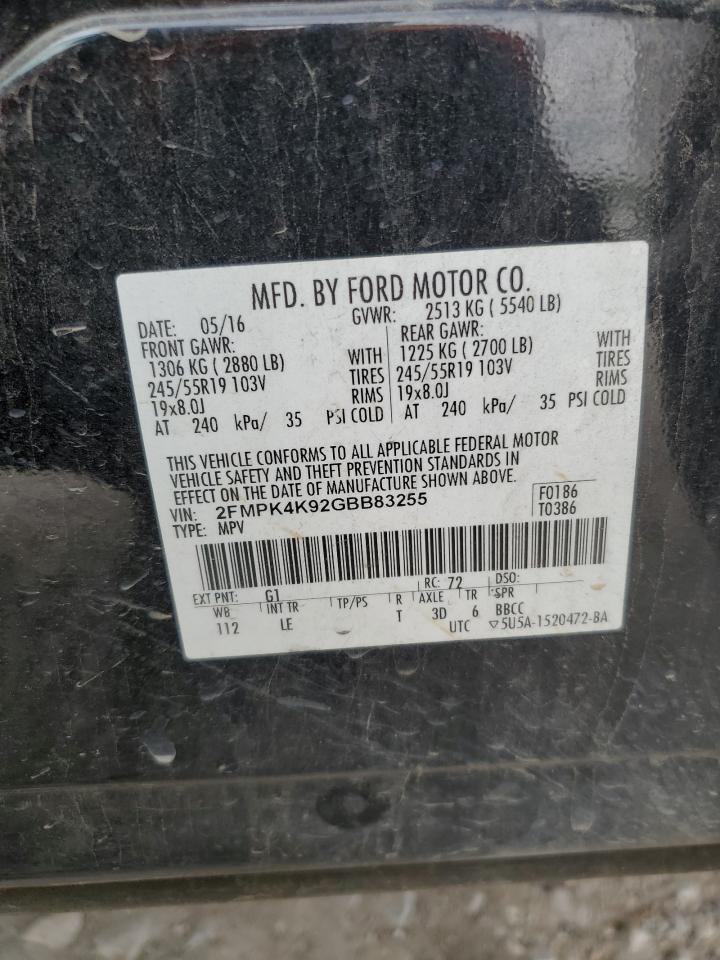 MFD. BY FORD MOTOR CO.
DATE: 05/16 GVWR: 2513 KG ( 5540 LB)
FRONT GAWR: REAR GAWR:
1306 KG ( 2880 LB) WITH 1225 KG ( 2700 LB) WITH
245/55R19 103V TIRES 245/55R19 103V TIRES
19x8.0J RIMS 19x8.0J RIMS
AT 240 kPa/ 35 PSI COLD AT 240 kPa/ 35 PSI COLD
THIS VEHICLE CONFORMS TO ALL APPLICABLE FEDERAL MOTOR
VEHICLE SAFETY AND THEFT PREVENTION STANDARDS IN
EFFECT ON THE DATE OF MANUFACTURE SHOWN ABOVE.
VIN: 2FMPK4K92GBB83255 F0186
TYPE: MPV T0386
EXT PNT: G1 RC: 72 DSO:
WB INT TR TP/PS R AXLE TR SPR
112 LE T 3D 6 BBCC
UTC ▽5U5A-1520472-BA